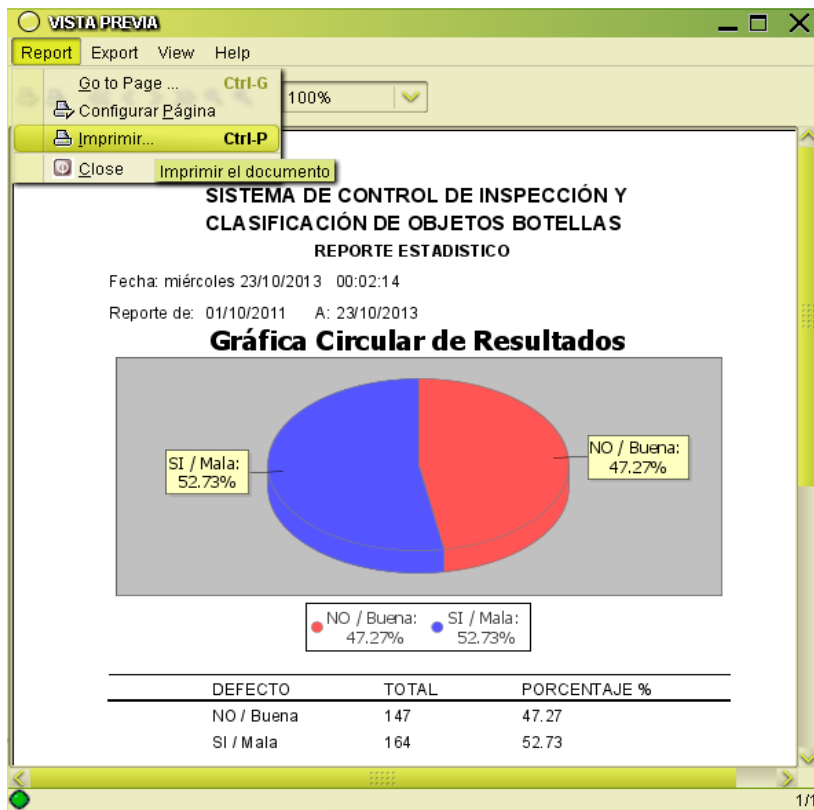 VISTA PREVIA
Report Export View Help
Go to Page ... Ctrl-G
Configurar Página
Imprimir... Ctrl-P
Close
Imprimir el documento
100%
SISTEMA DE CONTROL DE INSPECCIÓN Y
CLASIFICACIÓN DE OBJETOS BOTELLAS
REPORTE ESTADISTICO
Fecha: miércoles 23/10/2013 00:02:14
Reporte de: 01/10/2011 A: 23/10/2013
Gráfica Circular de Resultados
SI / Mala:
52.73%
NO / Buena:
47.27%
NO / Buena: SI / Mala:
47.27% 52.73%
DEFECTO TOTAL PORCENTAJE %
NO / Buena 147 47.27
SI / Mala 164 52.73
1/1